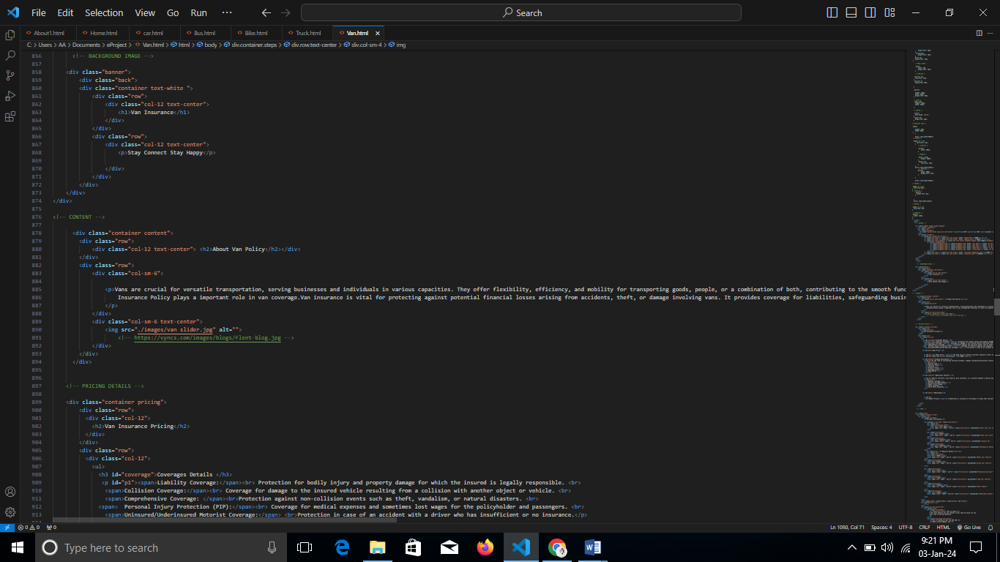 File Edit Selection View Go Run ··· Search
About1.html Home.html car.html Bus.html Bike.html Truck.html Van.html
C: > Users > AA > Documents > eProject > Van.html > html > body > div.container.steps > div.row.text-center > div.col-sm-4 > img
856 <!-- BACKGROUND IMAGE -->
857
858 <div class="banner">
859 <div class="back">
860 <div class="container text-white ">
861 <div class="row">
862 <div class="col-12 text-center">
863 <h1>Van Insurance</h1>
864 </div>
865 </div>
866 <div class="row">
867 <div class="col-12 text-center">
868 <p>Stay Connect Stay Happy</p>
869
870 </div>
871 </div>
872 </div>
873 </div>
874 </div>
875
876 <!-- CONTENT -->
877
878 <div class="container content">
879 <div class="row">
880 <div class="col-12 text-center"> <h2>About Van Policy</h2></div>
881 </div>
882 <div class="row">
883 <div class="col-sm-6">
884
885 <p>Vans are crucial for versatile transportation, serving businesses and individuals in various capacities. They offer flexibility, efficiency, and mobility for transporting goods, people, or a combination of both, contributing to the smooth func
886 Insurance Policy plays a important role in van coverage.Van insurance is vital for protecting against potential financial losses arising from accidents, theft, or damage involving vans. It provides coverage for liabilities, safeguarding busin
887 </p>
888 </div>
889 <div class="col-sm-6 text-center">
890 <img src="./images/van slider.jpg" alt="">
891 <!-- https://vyncs.com/images/blogs/Fleet-blog.jpg -->
892 </div>
893 </div>
894 </div>
895
896
897 <!-- PRICING DETAILS -->
898
899 <div class="container pricing">
900 <div class="row">
901 <div class="col-12">
902 <h2>Van Insurance Pricing</h2>
903 </div>
904 </div>
905 <div class="row">
906 <div class="col-12">
907 <ul>
908 <h3 id="coverage">Coverages Details </h3>
909 <p id="p1"><span>Liability Coverage:</span><br> Protection for bodily injury and property damage for which the insured is legally responsible. <br>
910 <span>Collision Coverage:</span><br> Coverage for damage to the insured vehicle resulting from a collision with another object or vehicle. <br>
911 <span>Comprehensive Coverage: </span><br>Protection against non-collision events such as theft, vandalism, or natural disasters. <br>
912 <span> Personal Injury Protection (PIP):</span><br> Coverage for medical expenses and sometimes lost wages for the policyholder and passengers. <br>
913 <span>Uninsured/Underinsured Motorist Coverage:</span> <br>Protection in case of an accident with a driver who has insufficient or no insurance.</p>
0 0 0 Ln 1050, Col 71 Spaces: 4 UTF-8 CRLF HTML Go Live
Type here to search 9:21 PM
03-Jan-24